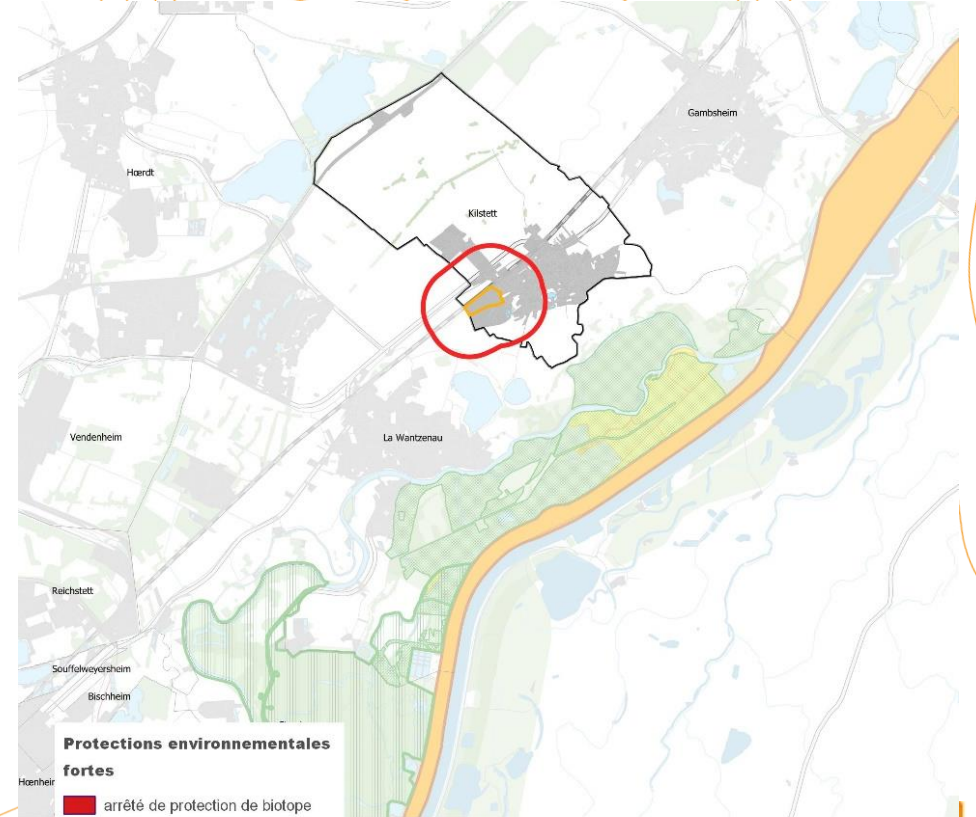 Gambsheim
Hœrdt
Kilstett
Vendenheim
La Wantzenau
Reichstett
Souffelweyersheim
Bischheim
Protections environnementales
fortes
Hœnheim
arrêté de protection de biotope